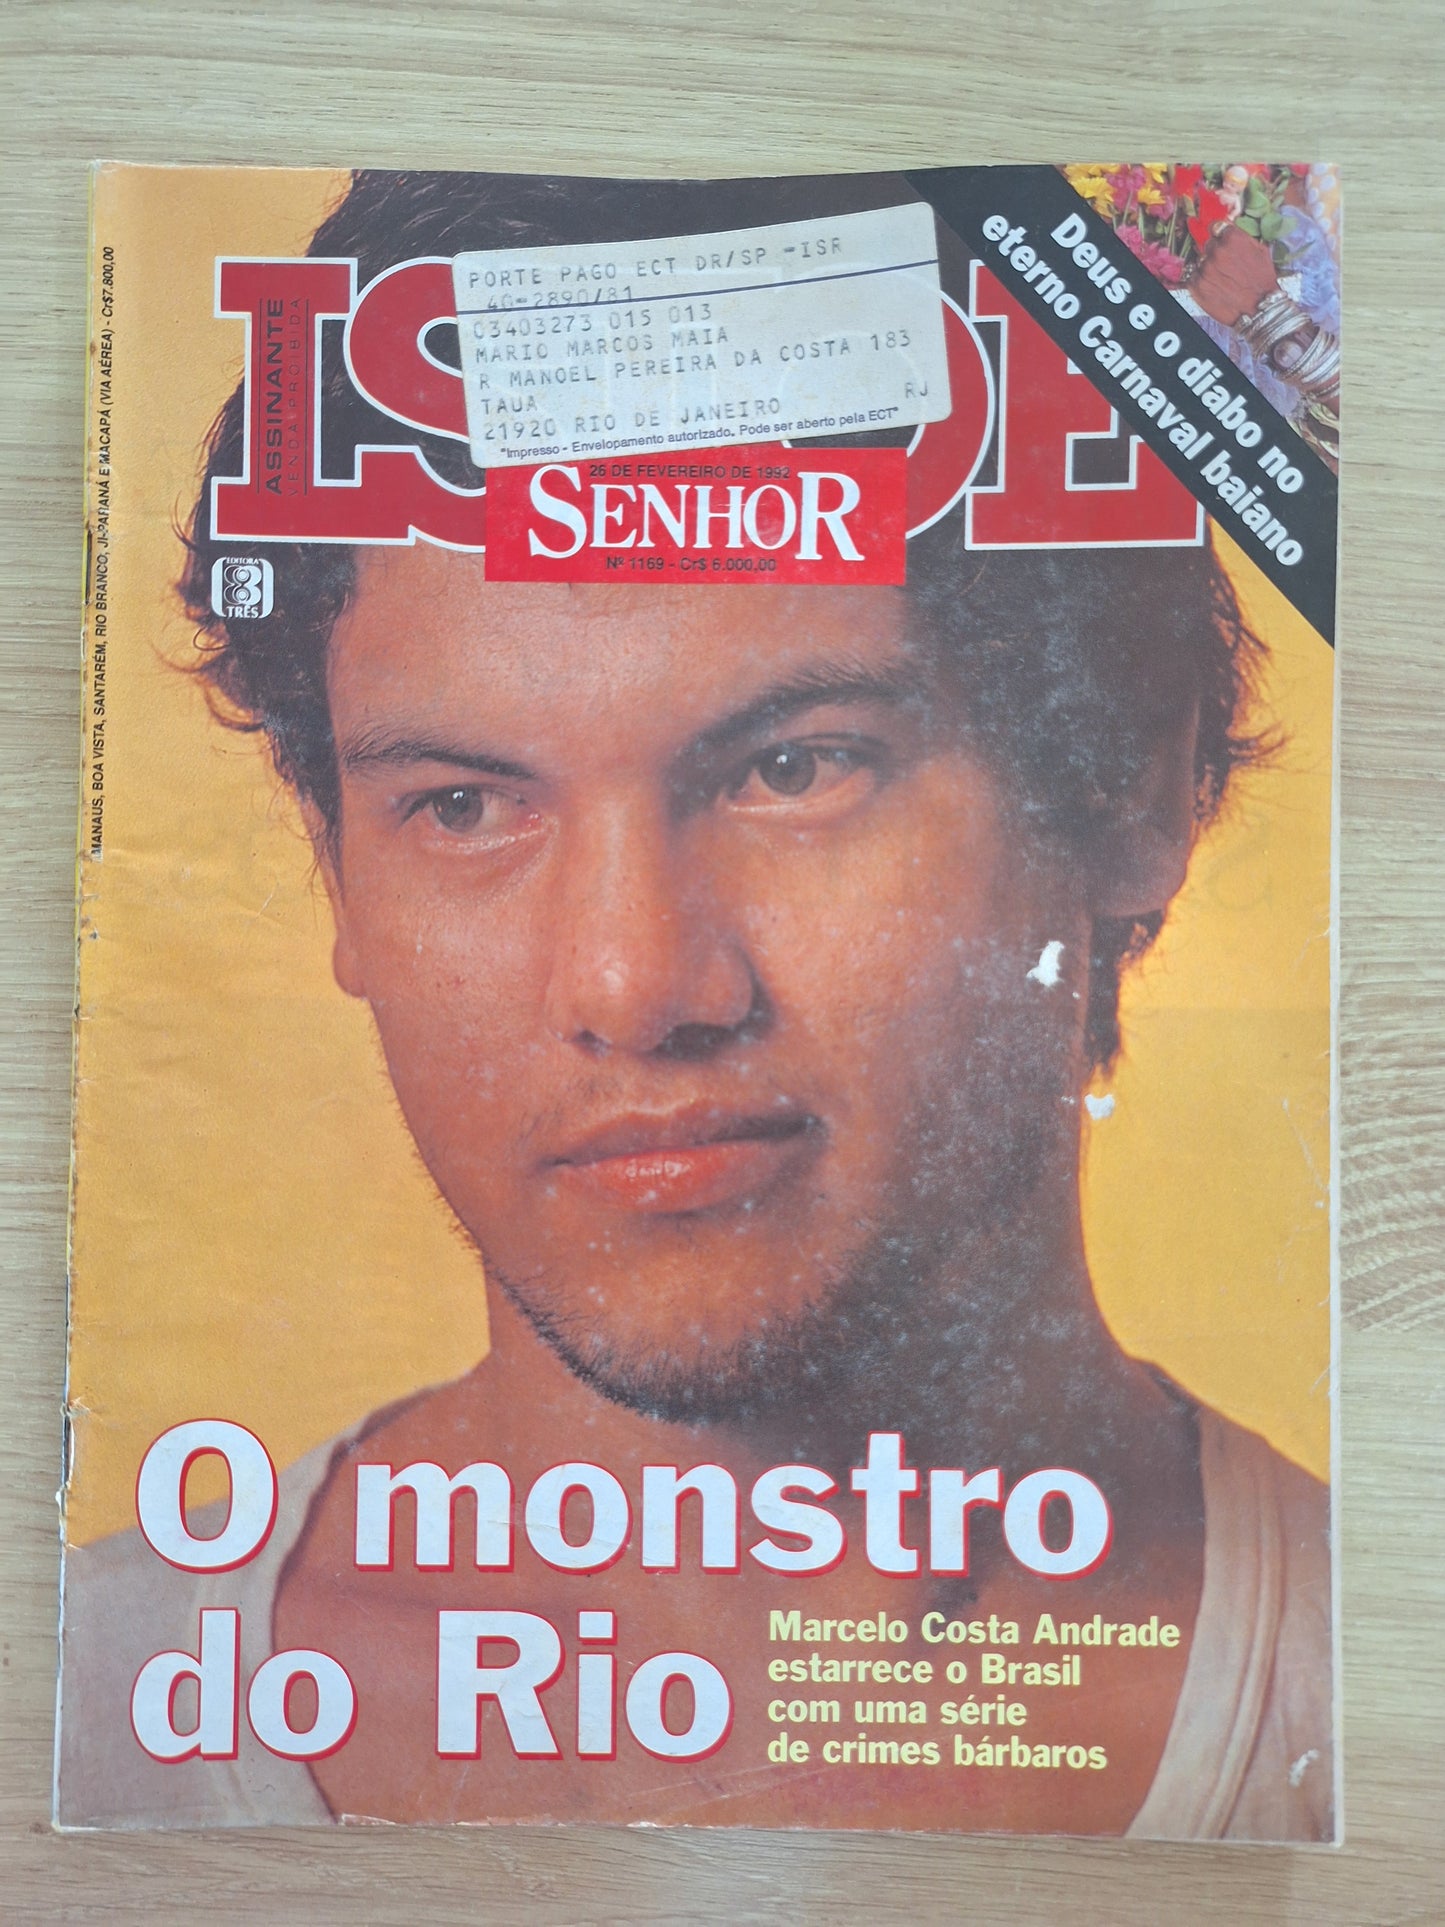 MANAUS, BOA VISTA, SANTARÉM, RIO BRANCO, JI-PARANÁ E MACAPÁ (VIA AÉREA) - Cr$7.800,00
ASSINANTE
VENDA PROIBIDA
ISTOÉ
PORTE PAGO ECT DR/SP -ISR
40-2890/81
03403273 015 013
MARIO MARCOS MAIA
R MANOEL PEREIRA DA COSTA 183
TAUA
21920 RIO DE JANEIRO RJ
"Impresso - Envelopamento autorizado. Pode ser aberto pela ECT"
26 DE FEVEREIRO DE 1992
SENHOR
Nº 1169 - Cr$ 6.000,00
EDITORA
3
TRÊS
Deus e o diabo no
eterno Carnaval baiano
O monstro
do Rio
Marcelo Costa Andrade
estarrece o Brasil
com uma série
de crimes bárbaros